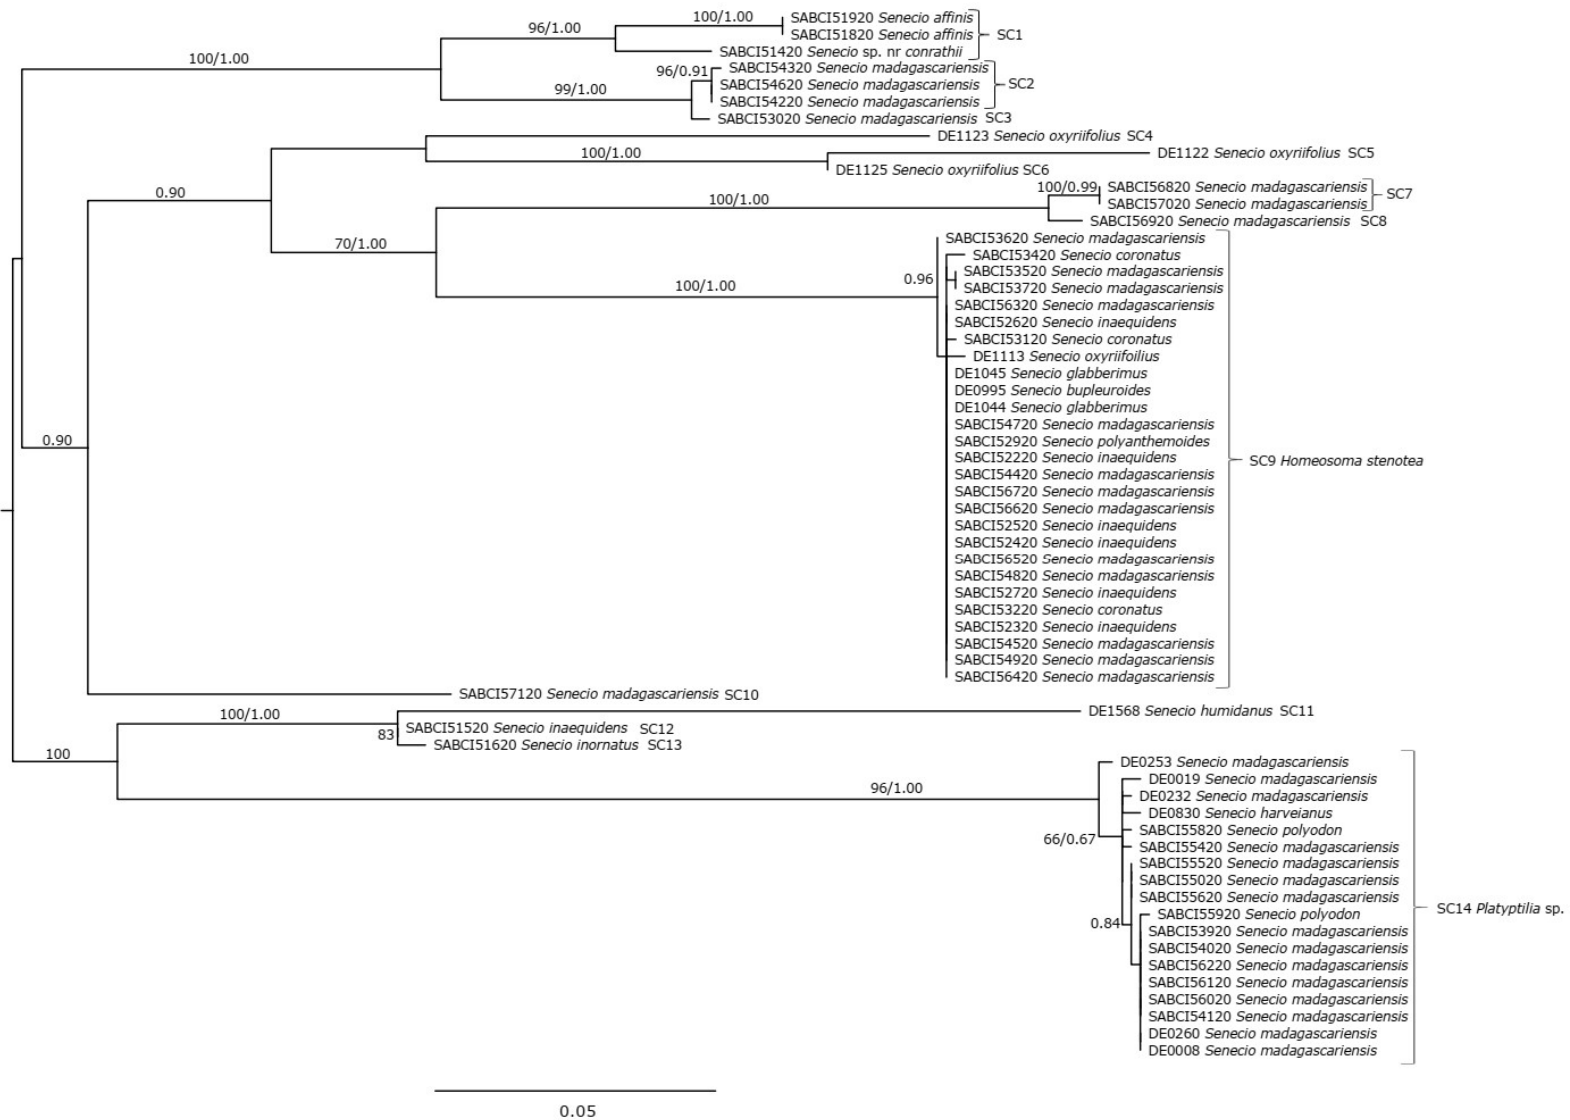 100/1.00 SABCI51920 Senecio affinis
96/1.00 SABCI51820 Senecio affinis SC1
SABCI51420 Senecio sp. nr conrathii
100/1.00 96/0.91 SABCI54320 Senecio madagascariensis
99/1.00 SABCI54620 Senecio madagascariensis SC2
SABCI54220 Senecio madagascariensis
SABCI53020 Senecio madagascariensis SC3
DE1123 Senecio oxyriifolius SC4
100/1.00 DE1122 Senecio oxyriifolius SC5
DE1125 Senecio oxyriifolius SC6
0.90 100/0.99 SABCI56820 Senecio madagascariensis SC7
100/1.00 SABCI57020 Senecio madagascariensis
SABCI56920 Senecio madagascariensis SC8
70/1.00 SABCI53620 Senecio madagascariensis
SABCI53420 Senecio coronatus
0.96 SABCI53520 Senecio madagascariensis
100/1.00 SABCI53720 Senecio madagascariensis
SABCI56320 Senecio madagascariensis
SABCI52620 Senecio inaequidens
SABCI53120 Senecio coronatus
DE1113 Senecio oxyriifoilius
DE1045 Senecio glabberimus
DE0995 Senecio bupleuroides
DE1044 Senecio glabberimus
SABCI54720 Senecio madagascariensis
0.90 SABCI52920 Senecio polyanthemoides
SABCI52220 Senecio inaequidens SC9 Homeosoma stenotea
SABCI54420 Senecio madagascariensis
SABCI56720 Senecio madagascariensis
SABCI56620 Senecio madagascariensis
SABCI52520 Senecio inaequidens
SABCI52420 Senecio inaequidens
SABCI56520 Senecio madagascariensis
SABCI54820 Senecio madagascariensis
SABCI52720 Senecio inaequidens
SABCI53220 Senecio coronatus
SABCI52320 Senecio inaequidens
SABCI54520 Senecio madagascariensis
SABCI54920 Senecio madagascariensis
SABCI56420 Senecio madagascariensis
SABCI57120 Senecio madagascariensis SC10
100/1.00 DE1568 Senecio humidanus SC11
83 SABCI51520 Senecio inaequidens SC12
SABCI51620 Senecio inornatus SC13
100 DE0253 Senecio madagascariensis
DE0019 Senecio madagascariensis
96/1.00 DE0232 Senecio madagascariensis
DE0830 Senecio harveianus
66/0.67 SABCI55820 Senecio polyodon
SABCI55420 Senecio madagascariensis
SABCI55520 Senecio madagascariensis
SABCI55020 Senecio madagascariensis
SABCI55620 Senecio madagascariensis
0.84 SABCI55920 Senecio polyodon SC14 Platyptilia sp.
SABCI53920 Senecio madagascariensis
SABCI54020 Senecio madagascariensis
SABCI56220 Senecio madagascariensis
SABCI56120 Senecio madagascariensis
SABCI56020 Senecio madagascariensis
SABCI54120 Senecio madagascariensis
DE0260 Senecio madagascariensis
DE0008 Senecio madagascariensis
0.05